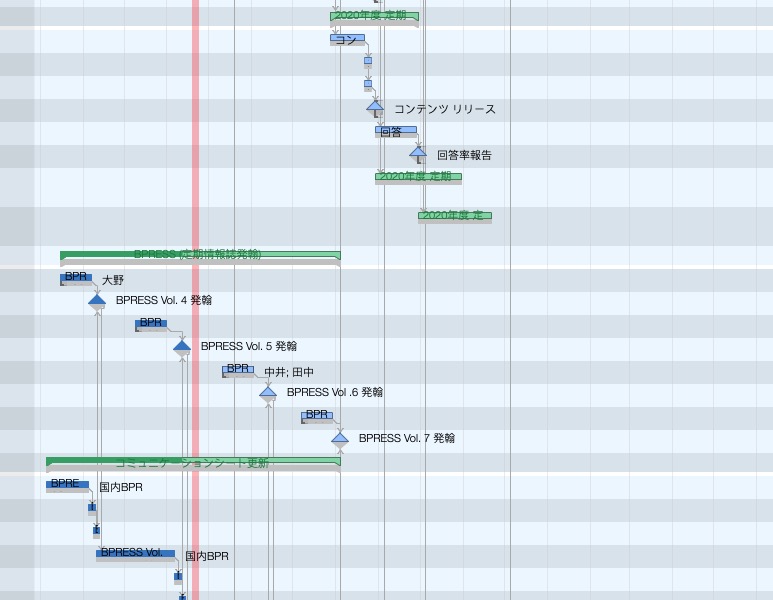 2020年度 定期
コン
コンテンツ リリース
回答
回答率報告
2020年度 定期
2020年度 定
BPRESS (定期情報誌発翰)
BPR 大野
BPRESS Vol. 4 発翰
BPR
BPRESS Vol. 5 発翰
BPR 中井; 田中
BPRESS Vol .6 発翰
BPR
BPRESS Vol. 7 発翰
コミュニケーションシート更新
BPRE 国内BPR
BPRESS Vol. 国内BPR